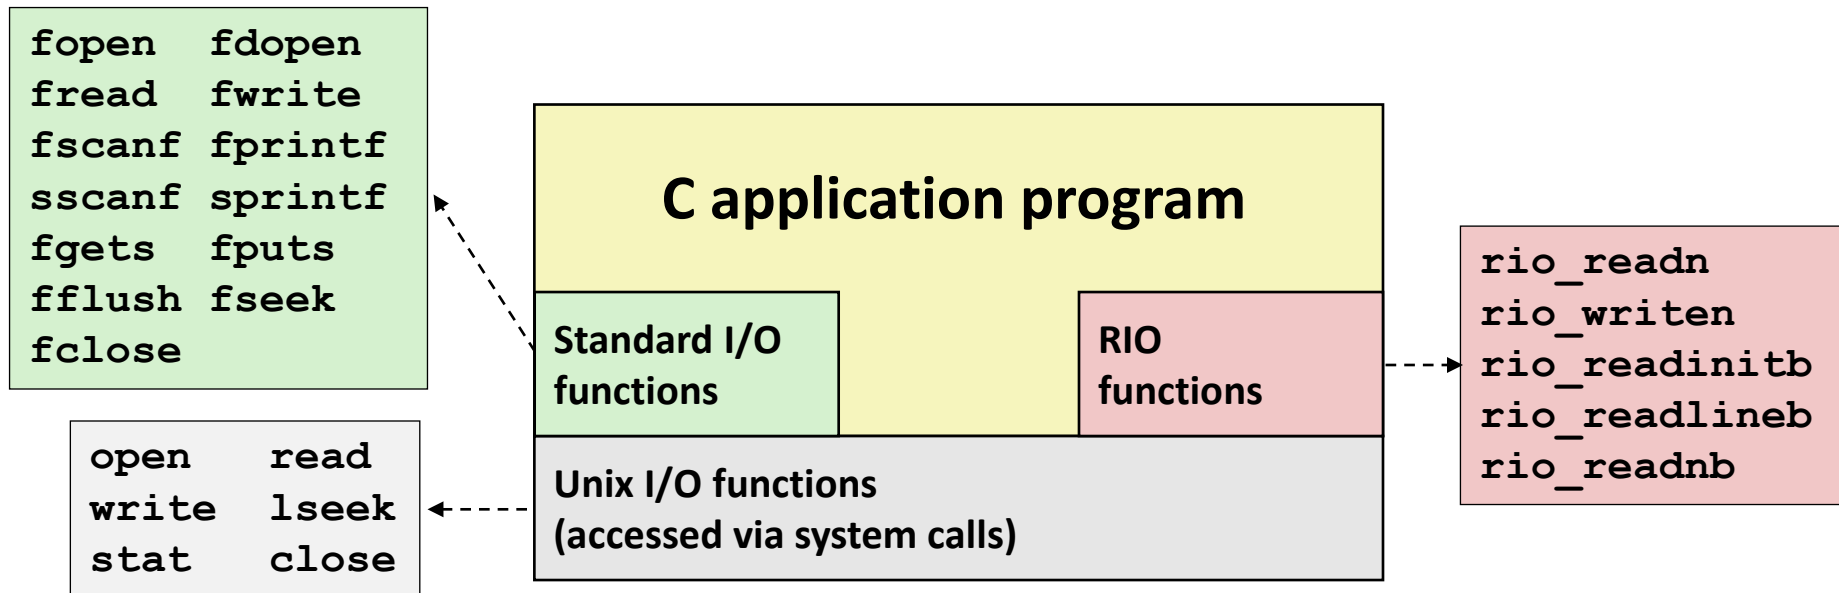 fopen fdopen
fread fwrite
fscanf fprintf
sscanf sprintf
fgets fputs
fflush fseek
fclose
open read
write lseek
stat close
C application program
Standard I/O
functions
RIO
functions
Unix I/O functions
(accessed via system calls)
rio_readn
rio_writen
rio_readinitb
rio_readlineb
rio_readnb